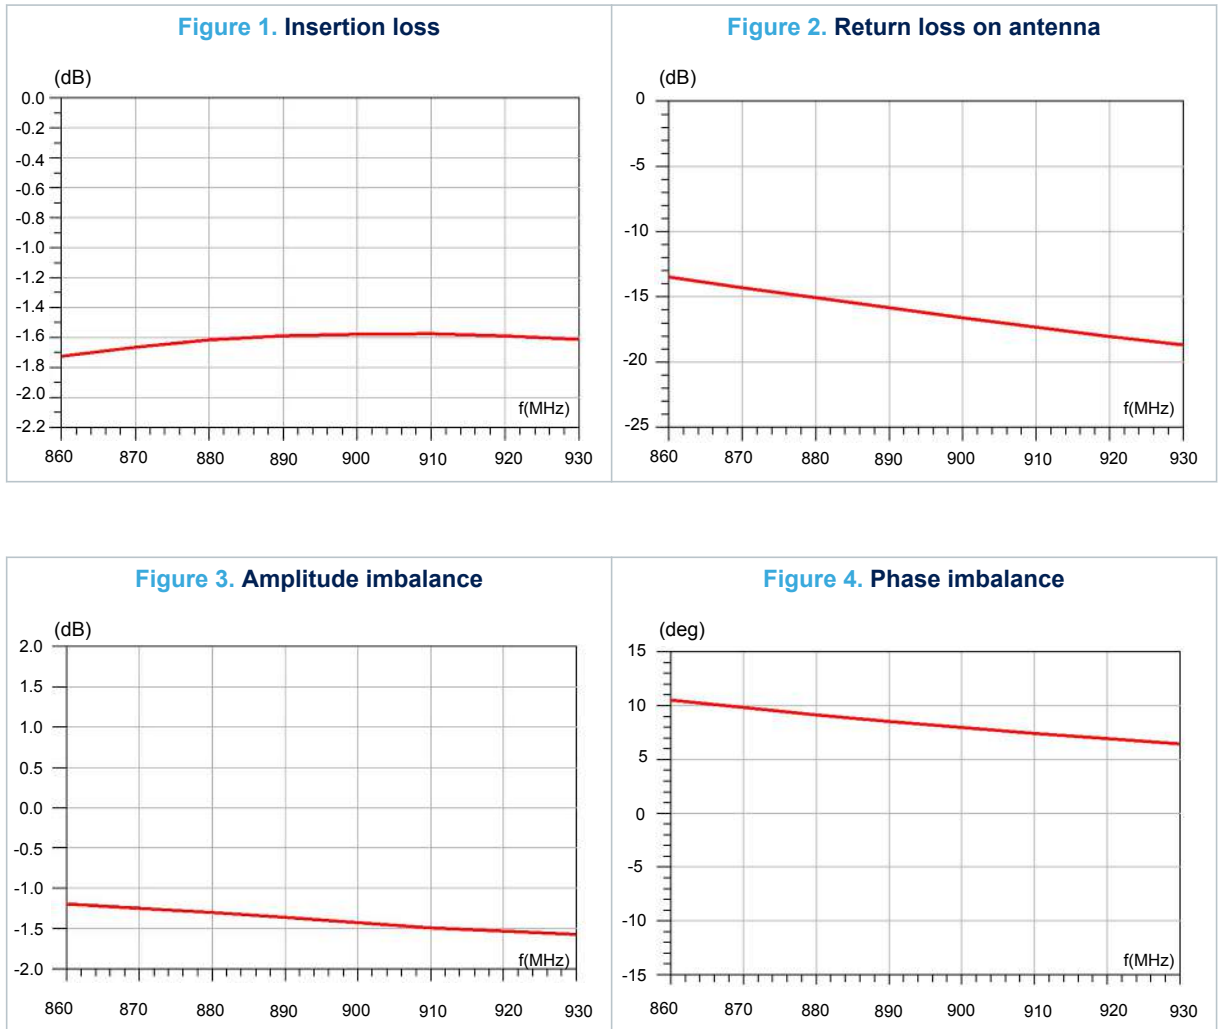 Figure 1. Insertion loss
(dB)
0.0
-0.2
-0.4
-0.6
-0.8
-1.0
-1.2
-1.4
-1.6
-1.8
-2.0
-2.2
f(MHz)
860 870 880 890 900 910 920 930
Figure 2. Return loss on antenna
(dB)
0
-5
-10
-15
-20
-25
f(MHz)
860 870 880 890 900 910 920 930
Figure 3. Amplitude imbalance
(dB)
2.0
1.5
1.0
0.5
0.0
-0.5
-1.0
-1.5
-2.0
f(MHz)
860 870 880 890 900 910 920 930
Figure 4. Phase imbalance
(deg)
15
10
5
0
-5
-10
-15
f(MHz)
860 870 880 890 900 910 920 930